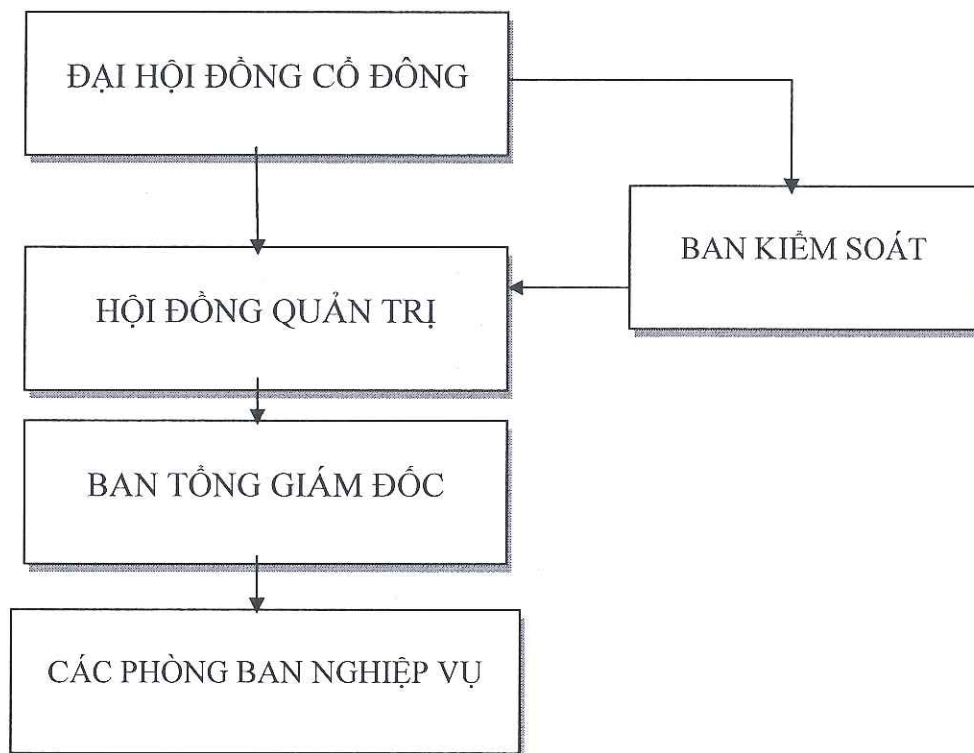 ĐẠI HỘI ĐỒNG CỔ ĐÔNG
BAN KIỂM SOÁT
HỘI ĐỒNG QUẢN TRỊ
BAN TỔNG GIÁM ĐỐC
CÁC PHÒNG BAN NGHIỆP VỤ